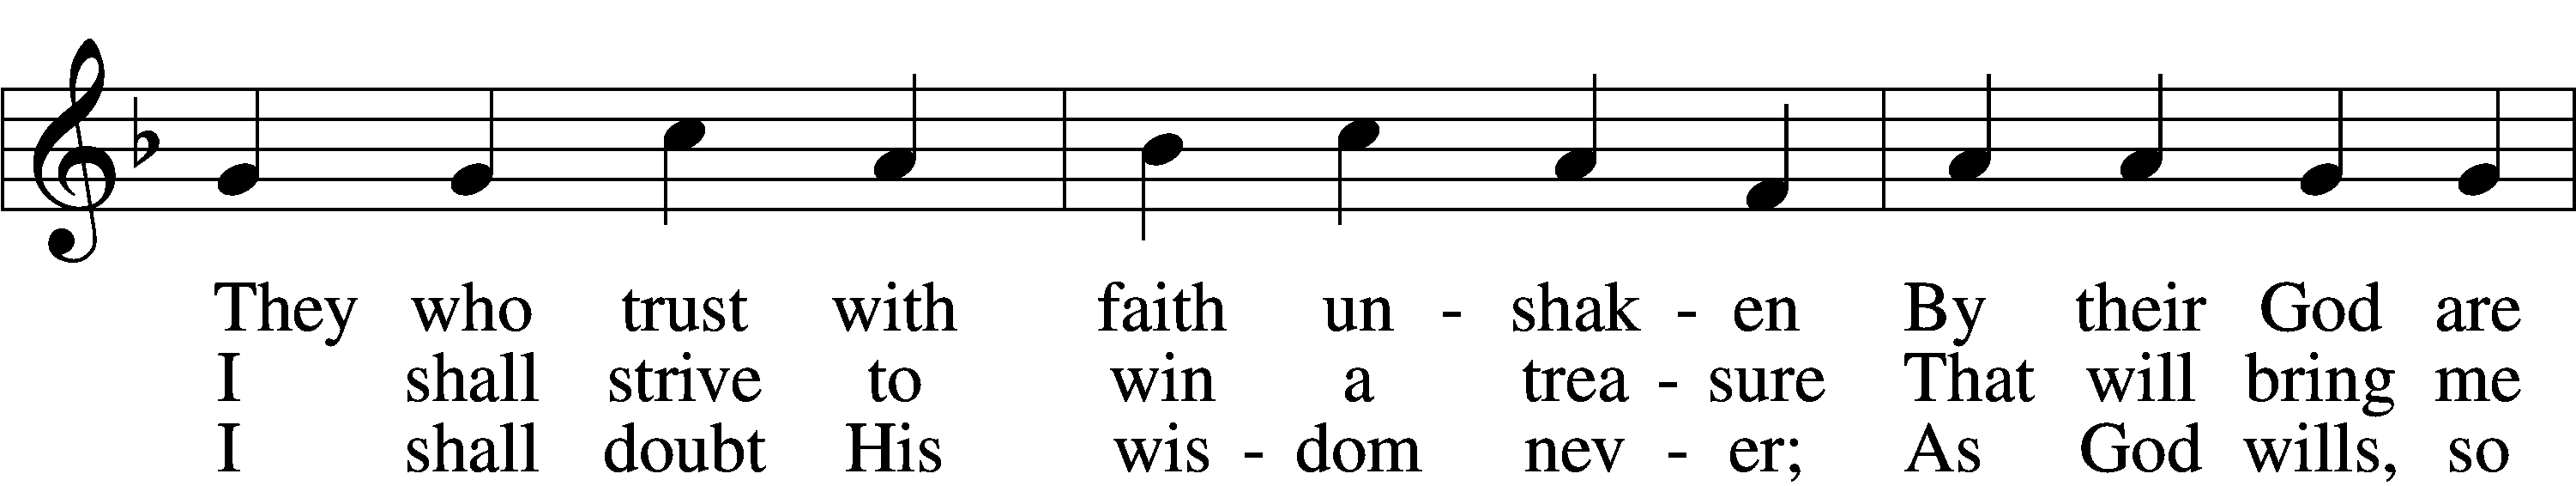 They who trust with faith un - shak - en By their God are
I shall strive to win a trea - sure That will bring me
I shall doubt His wis - dom nev - er; As God wills, so